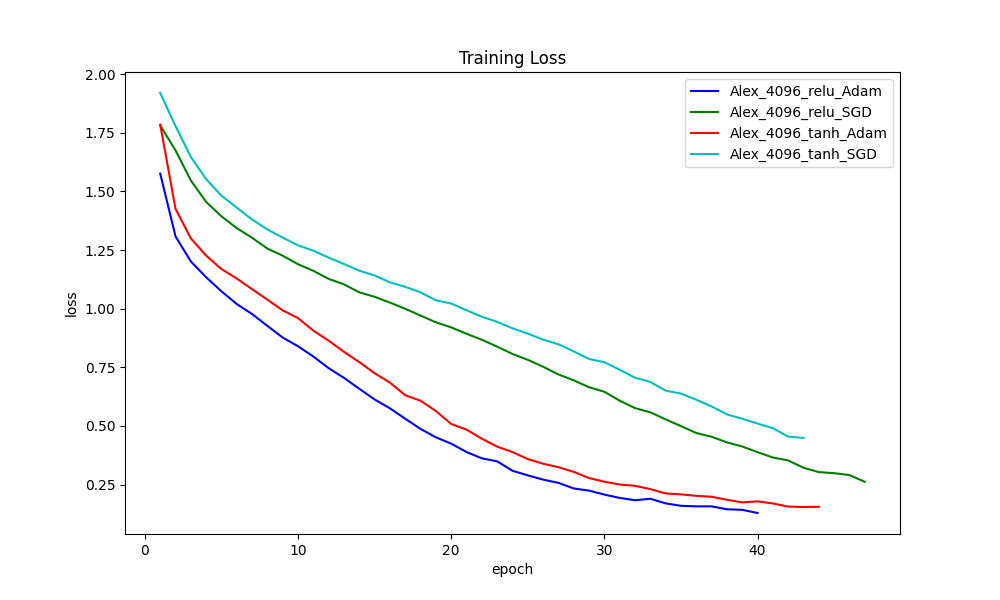 Training Loss
2.00
1.75
1.50
1.25
1.00
0.75
0.50
0.25
loss
Alex_4096_relu_Adam
Alex_4096_relu_SGD
Alex_4096_tanh_Adam
Alex_4096_tanh_SGD
0 10 20 30 40
epoch